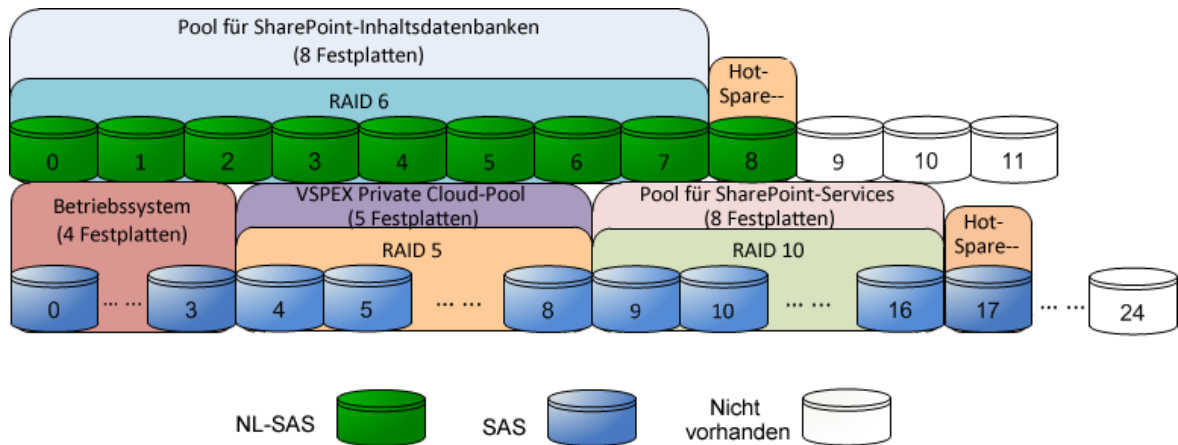 Pool für SharePoint-Inhaltsdatenbanken
(8 Festplatten)
Hot-
Spare--
RAID 6
0 1 2 3 4 5 6 7 8 9 10 11
Betriebssystem
(4 Festplatten)
VSPEX Private Cloud-Pool
(5 Festplatten)
RAID 5
Pool für SharePoint-Services
(8 Festplatten)
RAID 10
Hot-
Spare--
0 ... ... 3 4 5 ... ... 8 9 10 ... ... 16 17 ... ... 24
NL-SAS
SAS
Nicht
vorhanden